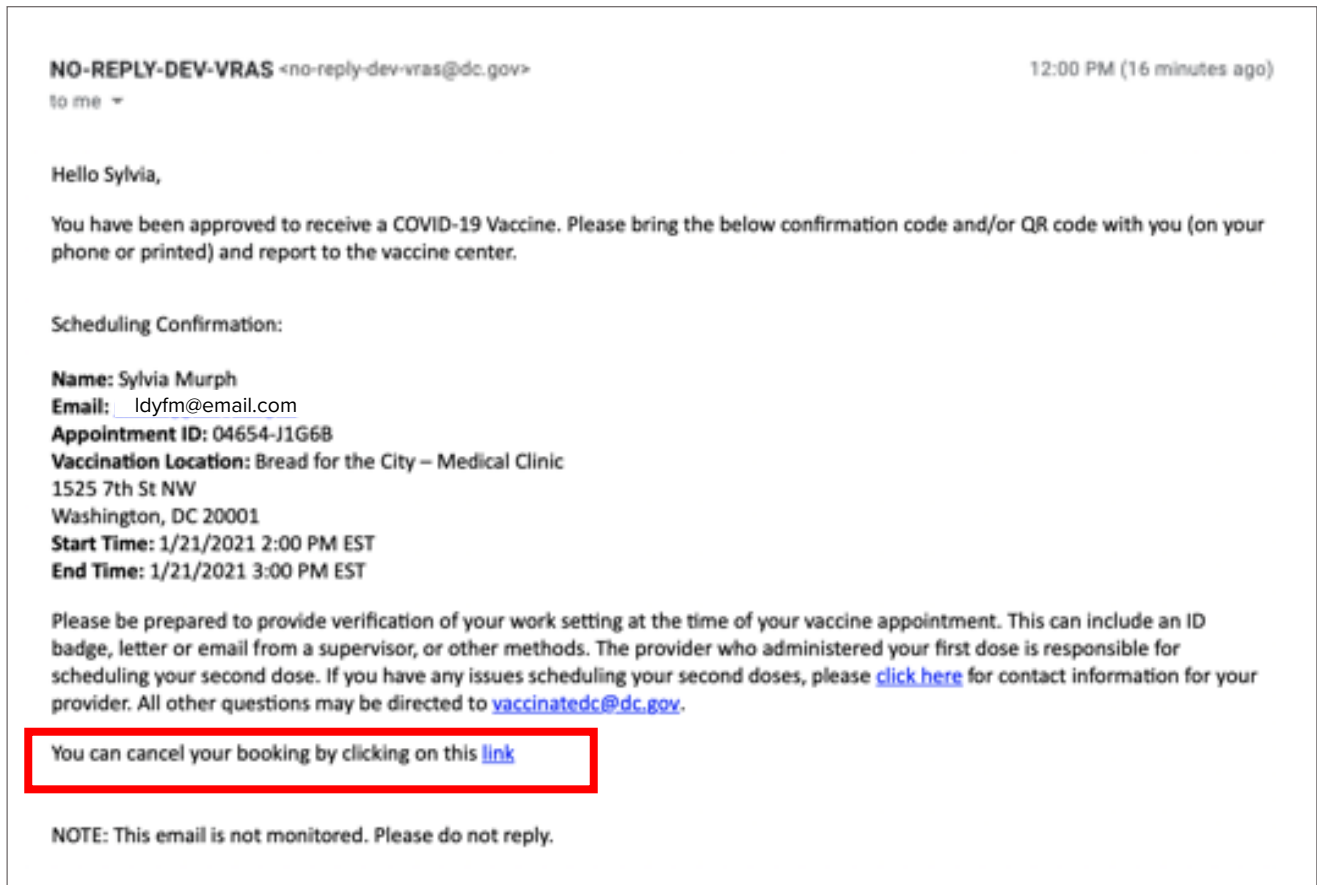 NO-REPLY-DEV-VRAS <no-reply-dev-vras@dc.gov> 12:00 PM (16 minutes ago)
to me
Hello Sylvia,
You have been approved to receive a COVID-19 Vaccine. Please bring the below confirmation code and/or QR code with you (on your
phone or printed) and report to the vaccine center.
Scheduling Confirmation:
Name: Sylvia Murph
Email: ldyfm@email.com
Appointment ID: 04654-J1G6B
Vaccination Location: Bread for the City – Medical Clinic
1525 7th St NW
Washington, DC 20001
Start Time: 1/21/2021 2:00 PM EST
End Time: 1/21/2021 3:00 PM EST
Please be prepared to provide verification of your work setting at the time of your vaccine appointment. This can include an ID
badge, letter or email from a supervisor, or other methods. The provider who administered your first dose is responsible for
scheduling your second dose. If you have any issues scheduling your second doses, please click here for contact information for your
provider. All other questions may be directed to vaccinatedc@dc.gov.
You can cancel your booking by clicking on this link
NOTE: This email is not monitored. Please do not reply.